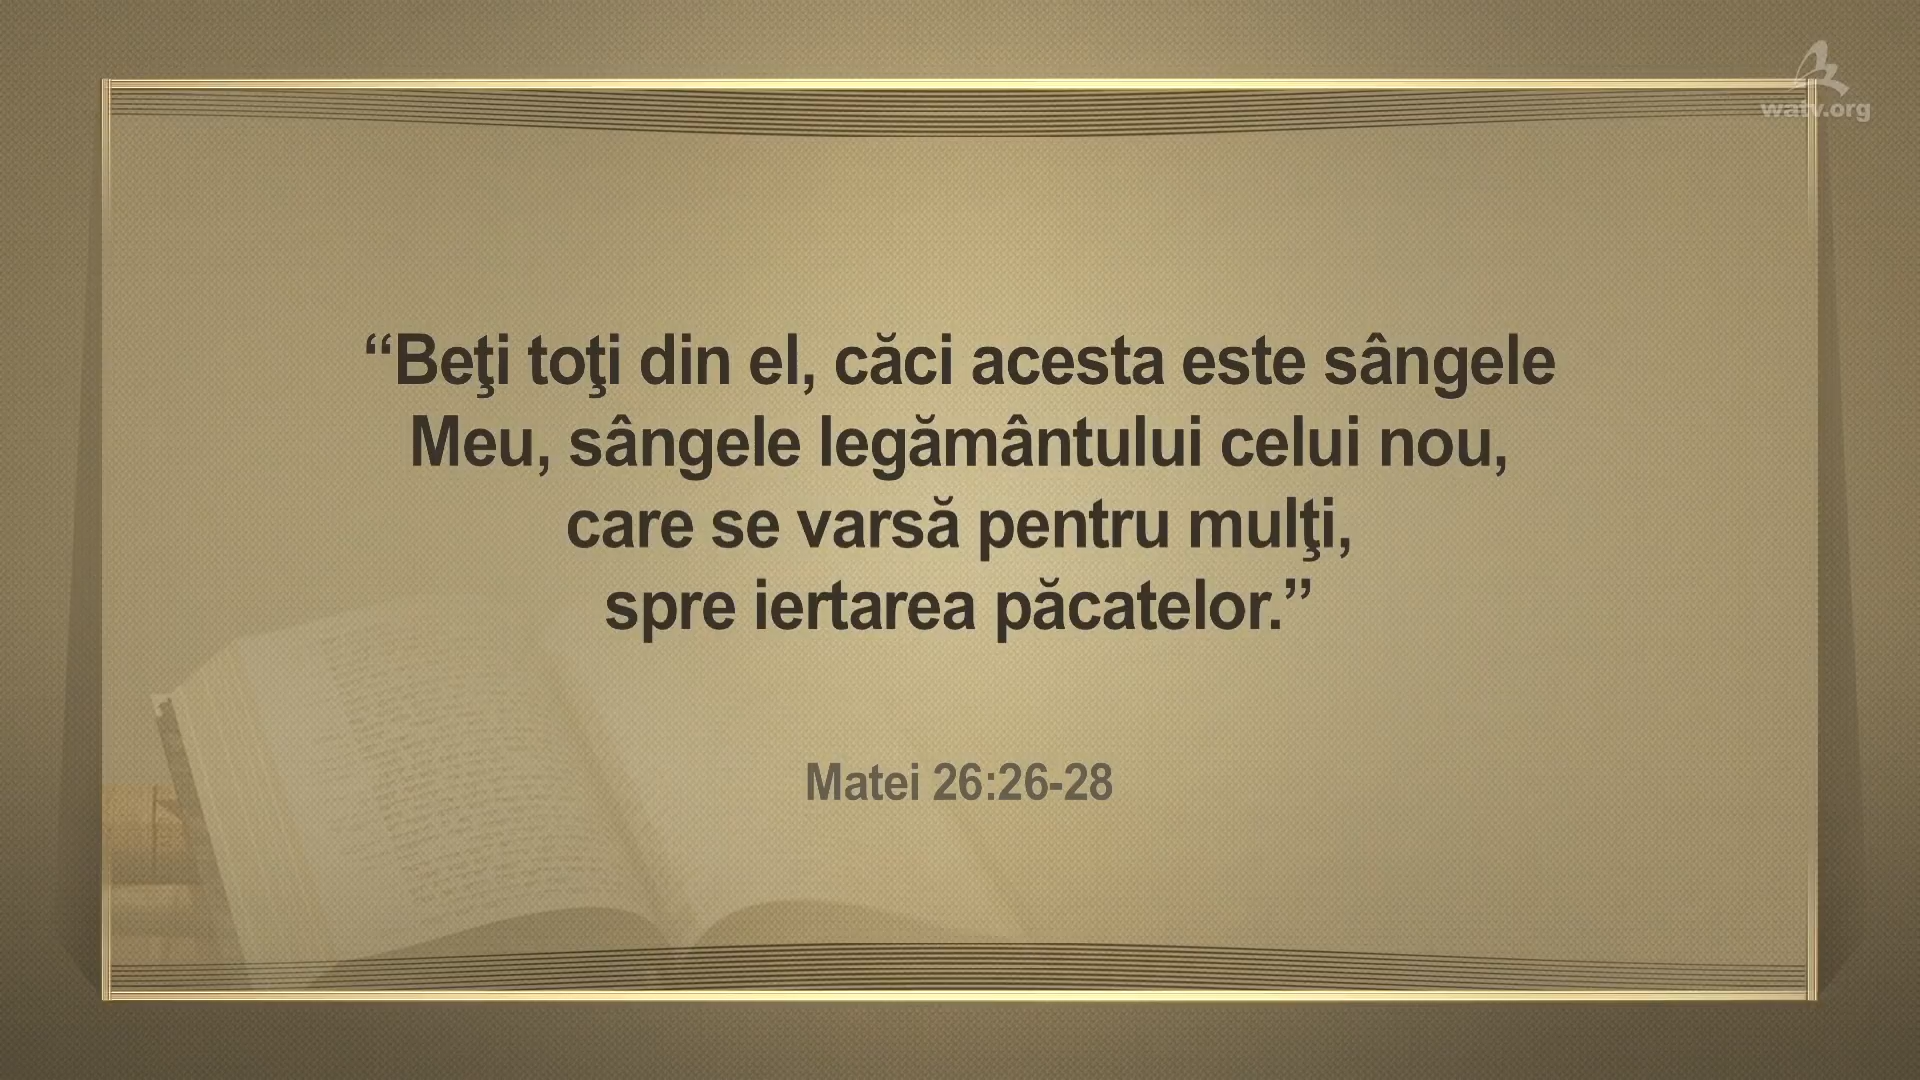 watv.org
“Beţi toţi din el, căci acesta este sângele
Meu, sângele legământului celui nou,
care se varsă pentru mulţi,
spre iertarea păcatelor.”
Matei 26:26-28